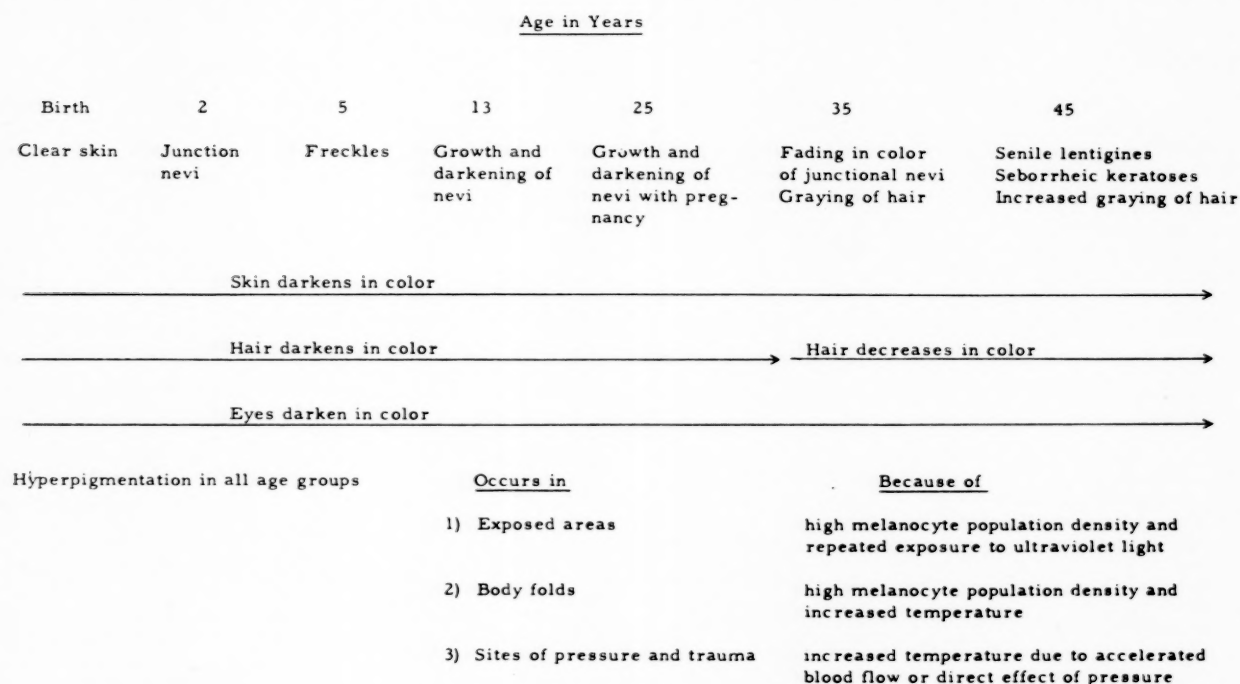 Age in Years
Birth 2 5 13 25 35 45
Clear skin Junction Freckles Growth and Growth and Fading in color Senile lentigines
nevi darkening of darkening of of junctional nevi Seborrheic keratoses
nevi nevi with preg- Graying of hair Increased graying of hair
nancy
Skin darkens in color
Hair darkens in color Hair decreases in color
Eyes darken in color
Hyperpigmentation in all age groups Occurs in Because of
1) Exposed areas high melanocyte population density and
repeated exposure to ultraviolet light
2) Body folds high melanocyte population density and
increased temperature
3) Sites of pressure and trauma increased temperature due to accelerated
blood flow or direct effect of pressure